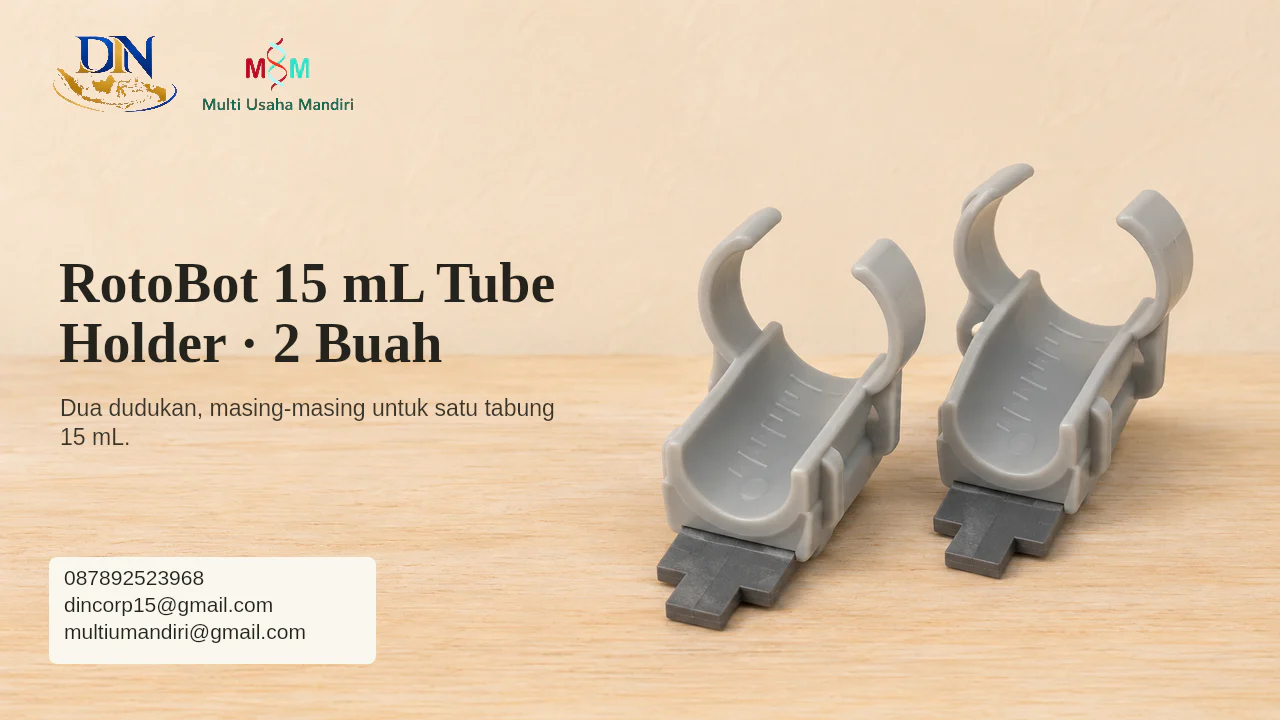 DIN
MSM
Multi Usaha Mandiri
RotoBot 15 mL Tube
Holder · 2 Buah
Dua dudukan, masing-masing untuk satu tabung
15 mL.
087892523968
dincorp15@gmail.com
multiumandiri@gmail.com